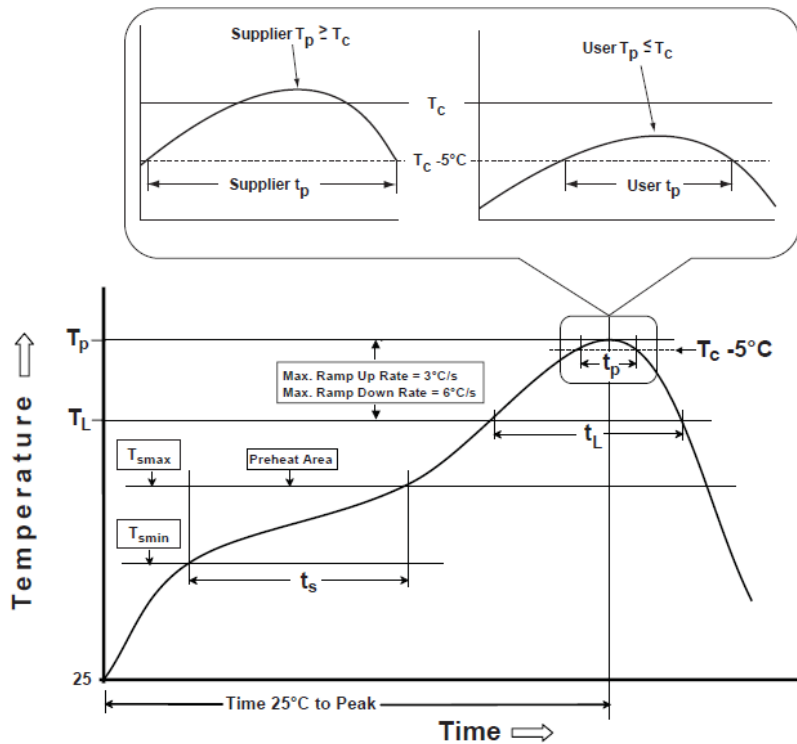 Supplier Tp ≥ Tc
User Tp ≤ Tc
Tc
Tc -5°C
Supplier tp
User tp
Tp
Tc -5°C
tp
Max. Ramp Up Rate = 3°C/s
Max. Ramp Down Rate = 6°C/s
TL
tL
Tsmax
Preheat Area
Tsmin
ts
Temperature
25
Time 25°C to Peak
Time